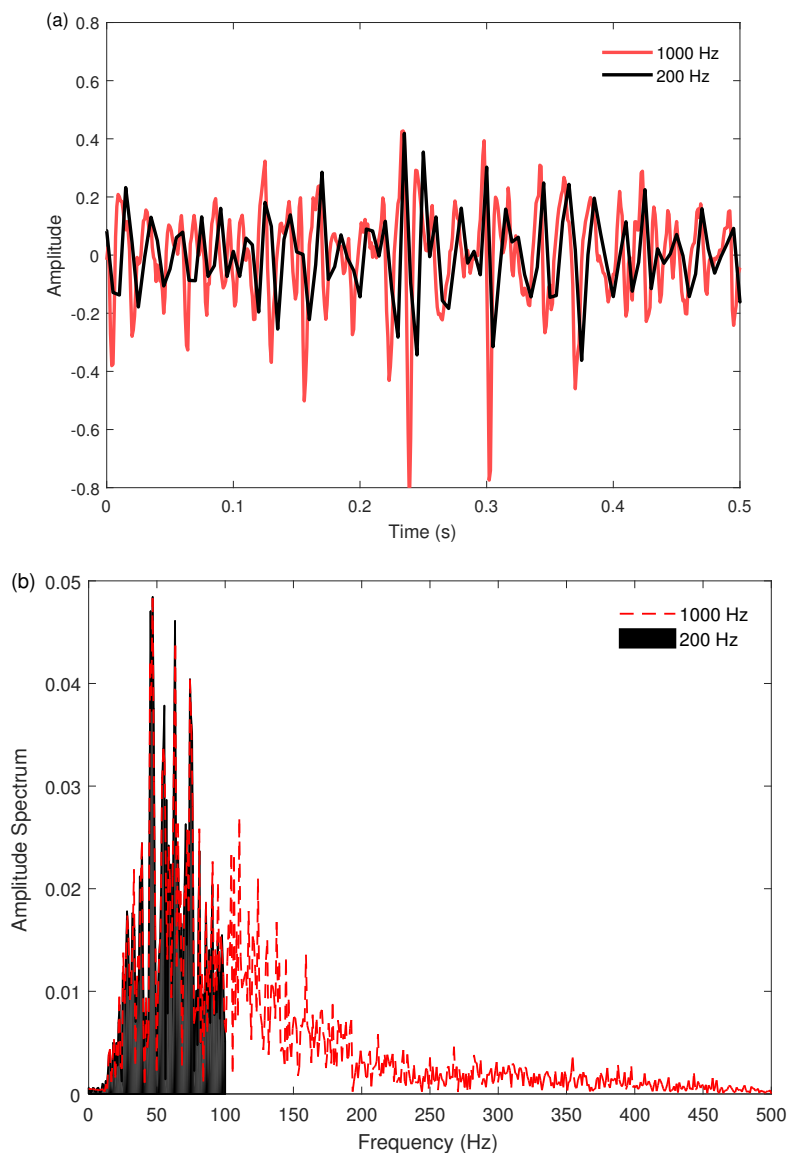 (a)
0.8
0.6
0.4
0.2
0
-0.2
-0.4
-0.6
-0.8
Amplitude
1000 Hz
200 Hz
0 0.1 0.2 0.3 0.4 0.5
Time (s)
(b)
0.05
0.04
0.03
0.02
0.01
0
Amplitude Spectrum
1000 Hz
200 Hz
0 50 100 150 200 250 300 350 400 450 500
Frequency (Hz)